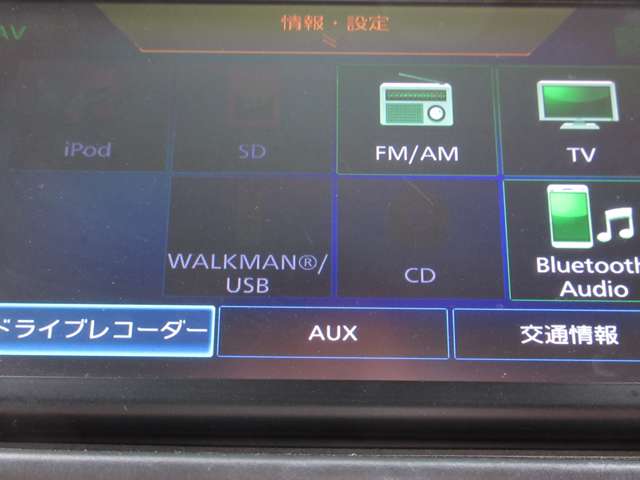 AV
情報・設定
iPod
SD
FM/AM
TV
WALKMAN®/
USB
CD
Bluetooth
Audio
ドライブレコーダー
AUX
交通情報